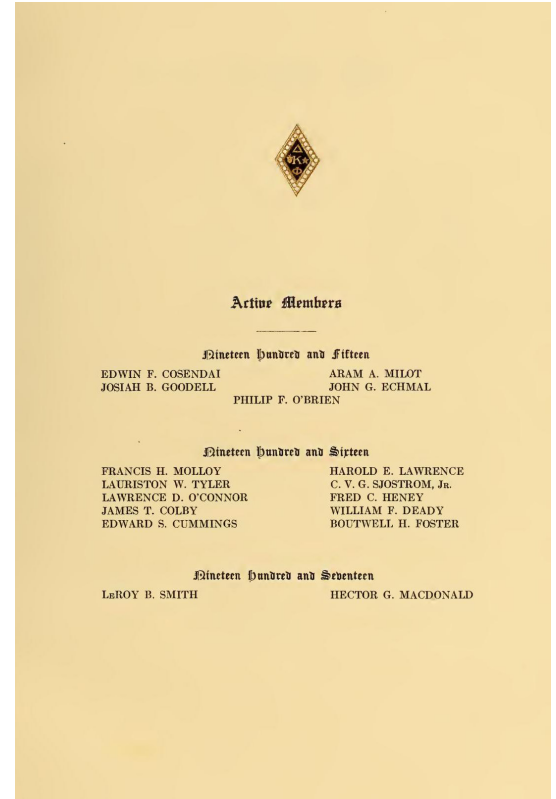 Δ
K
Φ
Active Members
Nineteen Hundred and Fifteen
EDWIN F. COSENDAI ARAM A. MILOT
JOSIAH B. GOODELL JOHN G. ECHMAL
PHILIP F. O'BRIEN
Nineteen Hundred and Sixteen
FRANCIS H. MOLLOY HAROLD E. LAWRENCE
LAURISTON W. TYLER C. V. G. SJOSTROM, JR.
LAWRENCE D. O'CONNOR FRED C. HENEY
JAMES T. COLBY WILLIAM F. DEADY
EDWARD S. CUMMINGS BOUTWELL H. FOSTER
Nineteen Hundred and Seventeen
LEROY B. SMITH HECTOR G. MACDONALD